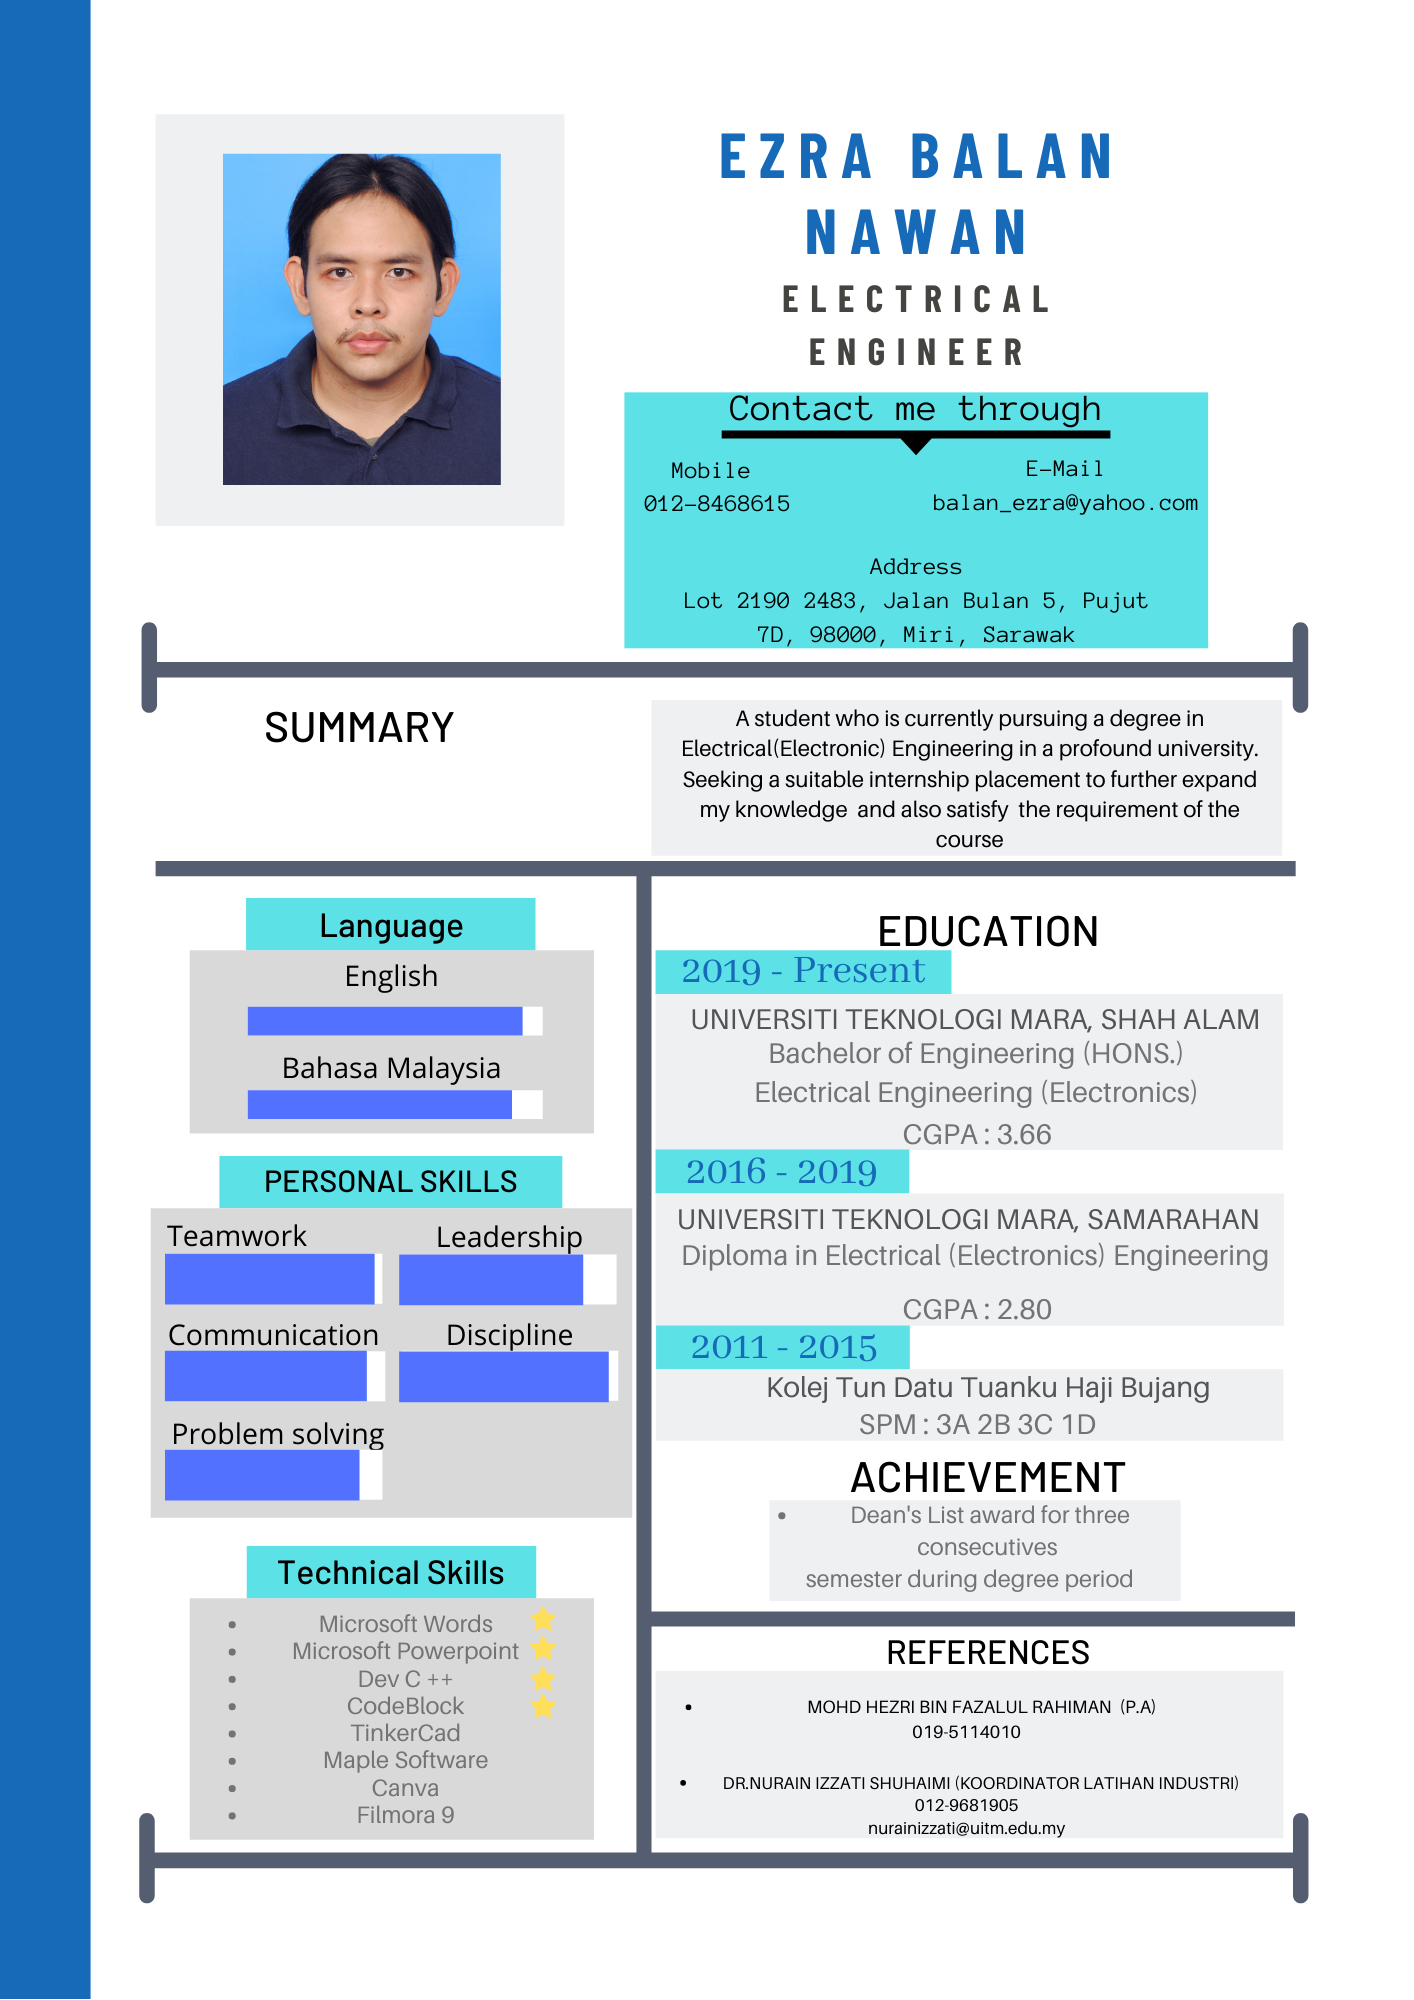 EZRA BALAN
NAWAN
ELECTRICAL
ENGINEER
Contact me through
Mobile
012-8468615
E-Mail
balan_ezra@yahoo.com
Address
Lot 2190 2483, Jalan Bulan 5, Pujut
7D, 98000, Miri, Sarawak
SUMMARY
A student who is currently pursuing a degree in
Electrical(Electronic) Engineering in a profound university.
Seeking a suitable internship placement to further expand
my knowledge and also satisfy the requirement of the
course
Language
English
Bahasa Malaysia
PERSONAL SKILLS
Teamwork
Leadership
Communication
Discipline
Problem solving
Technical Skills
• Microsoft Words
• Microsoft Powerpoint
• Dev C ++
• CodeBlock
• TinkerCad
• Maple Software
• Canva
• Filmora 9
EDUCATION
2019 - Present
UNIVERSITI TEKNOLOGI MARA, SHAH ALAM
Bachelor of Engineering (HONS.)
Electrical Engineering (Electronics)
CGPA : 3.66
2016 - 2019
UNIVERSITI TEKNOLOGI MARA, SAMARAHAN
Diploma in Electrical (Electronics) Engineering
CGPA : 2.80
2011 - 2015
Kolej Tun Datu Tuanku Haji Bujang
SPM : 3A 2B 3C 1D
ACHIEVEMENT
• Dean's List award for three
consecutives
semester during degree period
REFERENCES
• MOHD HEZRI BIN FAZALUL RAHIMAN (P.A)
019-5114010
• DR.NURAIN IZZATI SHUHAIMI (KOORDINATOR LATIHAN INDUSTRI)
012-9681905
nurainizzati@uitm.edu.my